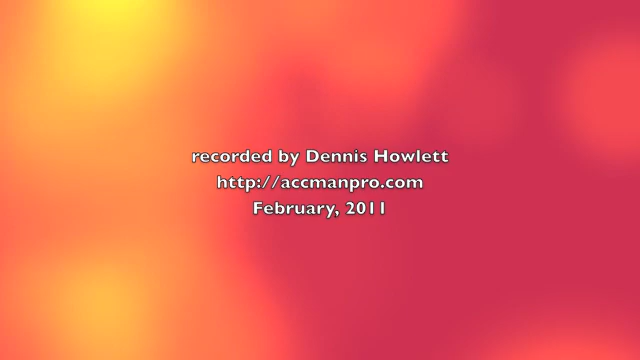 recorded by Dennis Howlett
http://accmanpro.com
February, 2011